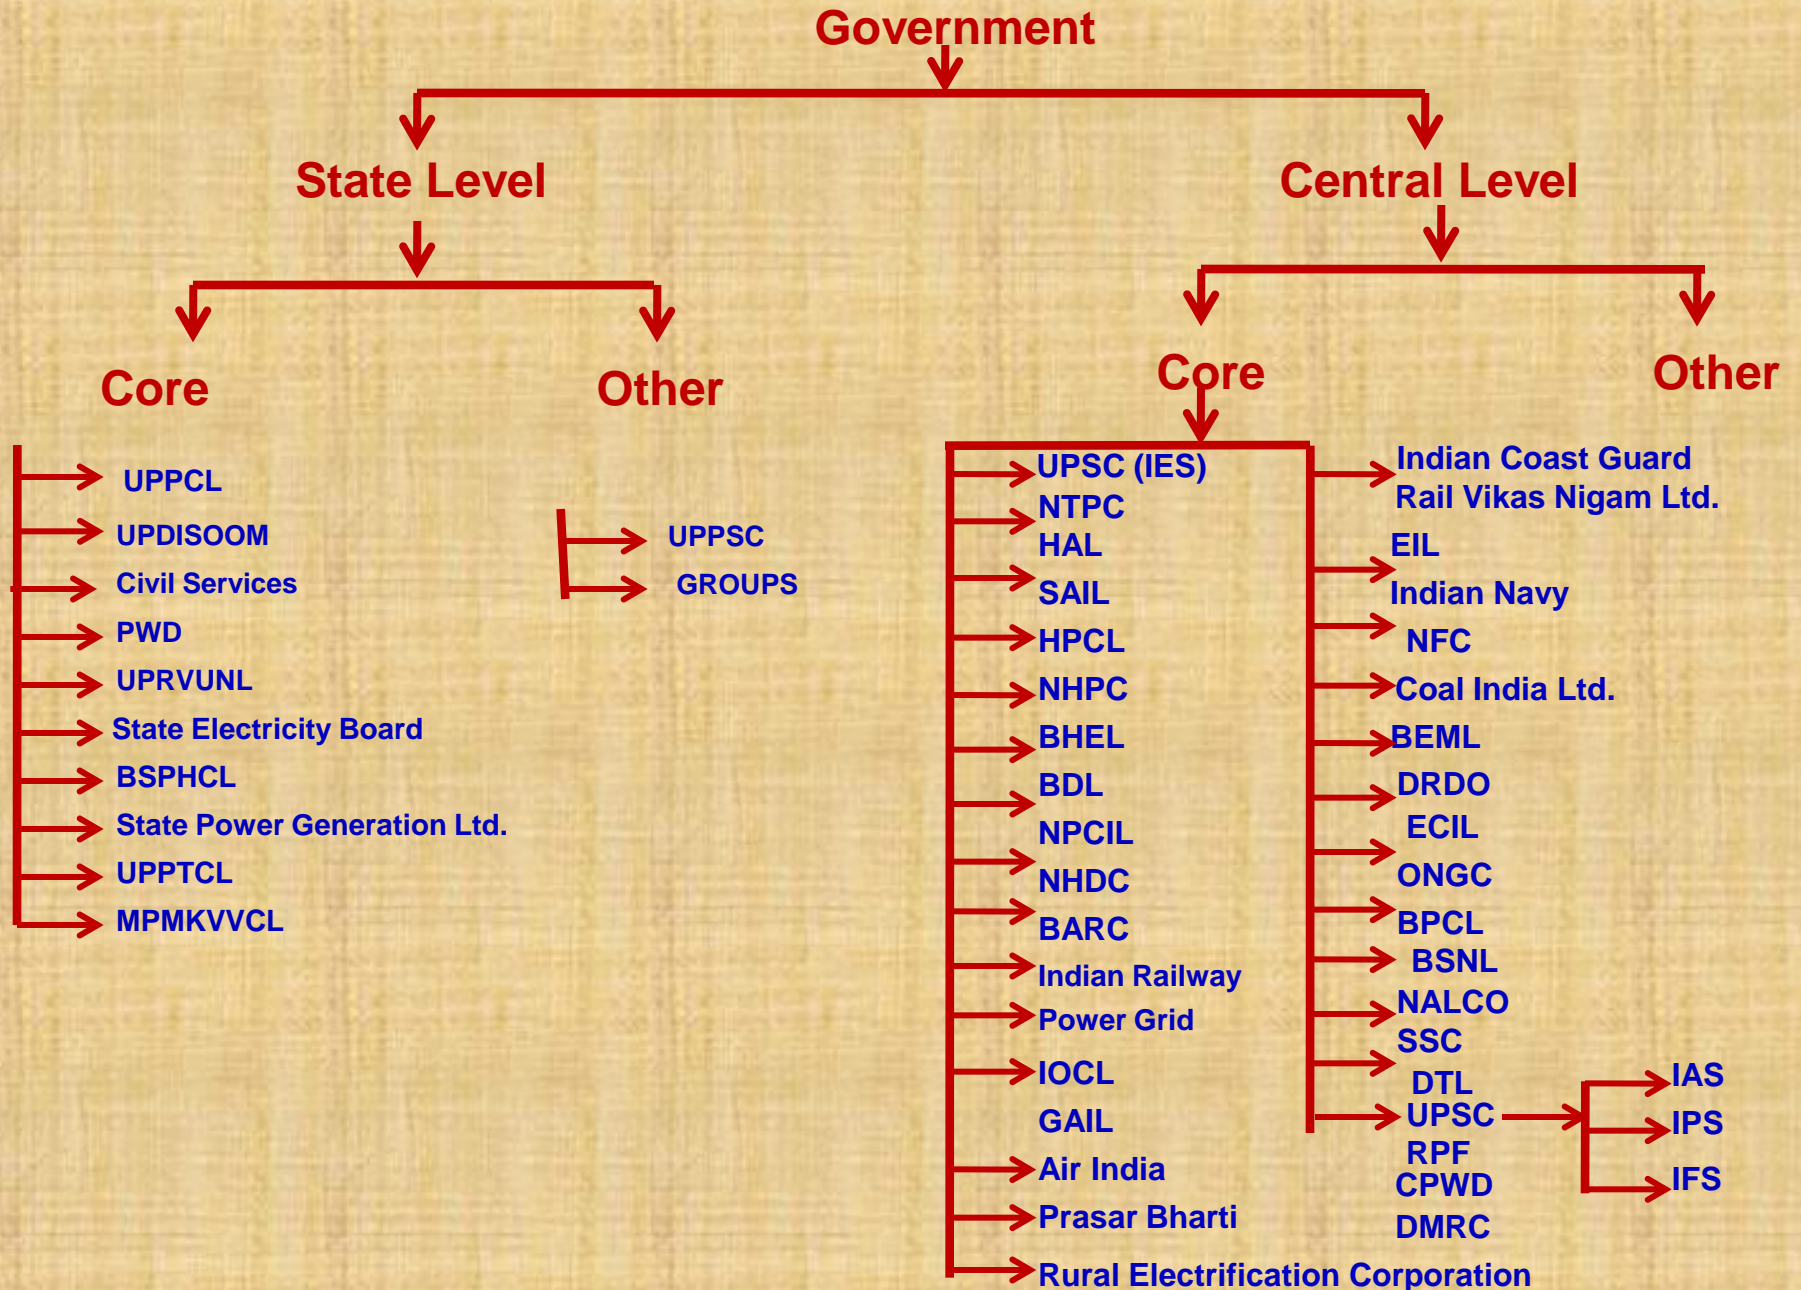 Government
State Level
Central Level
Core
Other
Core
Other
UPPCL
UPDISOOM
Civil Services
PWD
UPRVUNL
State Electricity Board
BSPHCL
State Power Generation Ltd.
UPPTCL
MPMKVVCL
UPPSC
GROUPS
UPSC (IES)
NTPC
HAL
SAIL
HPCL
NHPC
BHEL
BDL
NPCIL
NHDC
BARC
Indian Railway
Power Grid
IOCL
GAIL
Air India
Prasar Bharti
Rural Electrification Corporation
Indian Coast Guard
Rail Vikas Nigam Ltd.
EIL
Indian Navy
NFC
Coal India Ltd.
BEML
DRDO
ECIL
ONGC
BPCL
BSNL
NALCO
SSC
DTL
UPSC
RPF
CPWD
DMRC
IAS
IPS
IFS